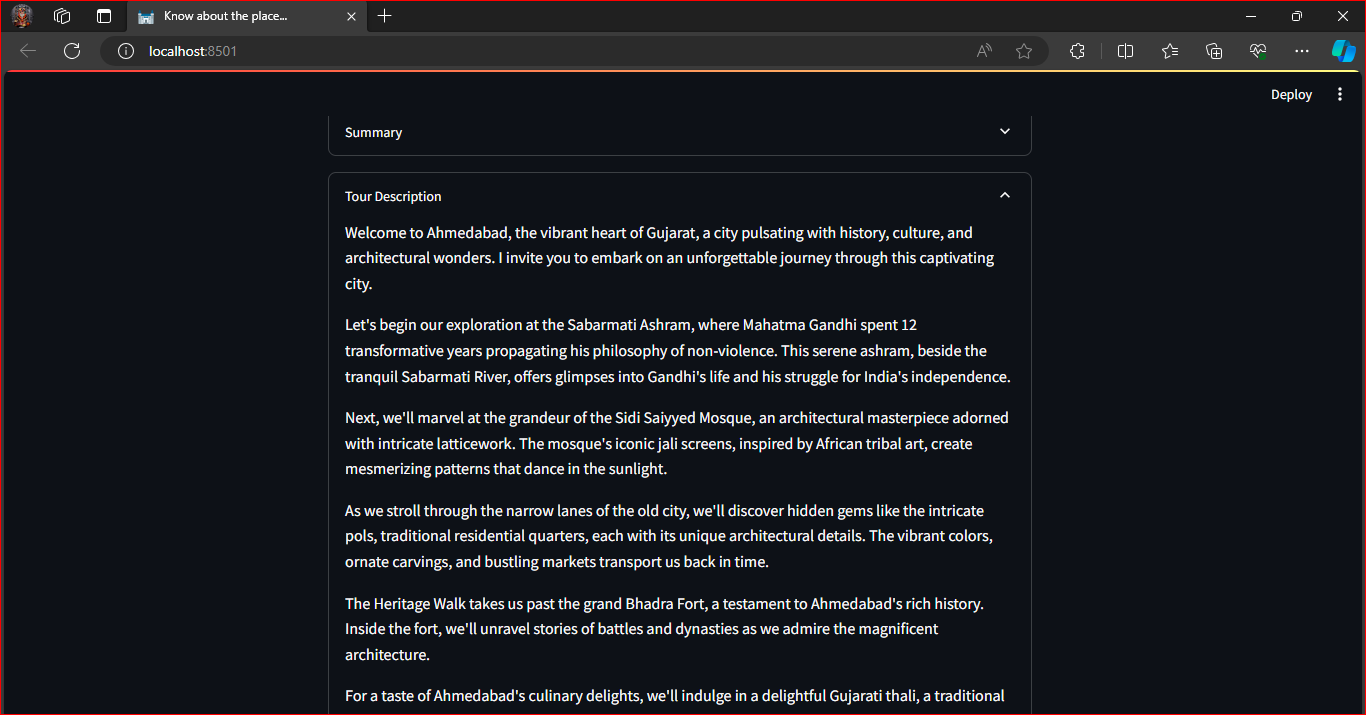 Know about the place...
localhost:8501
Deploy
Summary
Tour Description
Welcome to Ahmedabad, the vibrant heart of Gujarat, a city pulsating with history, culture, and
architectural wonders. I invite you to embark on an unforgettable journey through this captivating
city.
Let's begin our exploration at the Sabarmati Ashram, where Mahatma Gandhi spent 12
transformative years propagating his philosophy of non-violence. This serene ashram, beside the
tranquil Sabarmati River, offers glimpses into Gandhi's life and his struggle for India's independence.
Next, we'll marvel at the grandeur of the Sidi Saiyyed Mosque, an architectural masterpiece adorned
with intricate latticework. The mosque's iconic jali screens, inspired by African tribal art, create
mesmerizing patterns that dance in the sunlight.
As we stroll through the narrow lanes of the old city, we'll discover hidden gems like the intricate
pols, traditional residential quarters, each with its unique architectural details. The vibrant colors,
ornate carvings, and bustling markets transport us back in time.
The Heritage Walk takes us past the grand Bhadra Fort, a testament to Ahmedabad's rich history.
Inside the fort, we'll unravel stories of battles and dynasties as we admire the magnificent
architecture.
For a taste of Ahmedabad's culinary delights, we'll indulge in a delightful Gujarati thali, a traditional